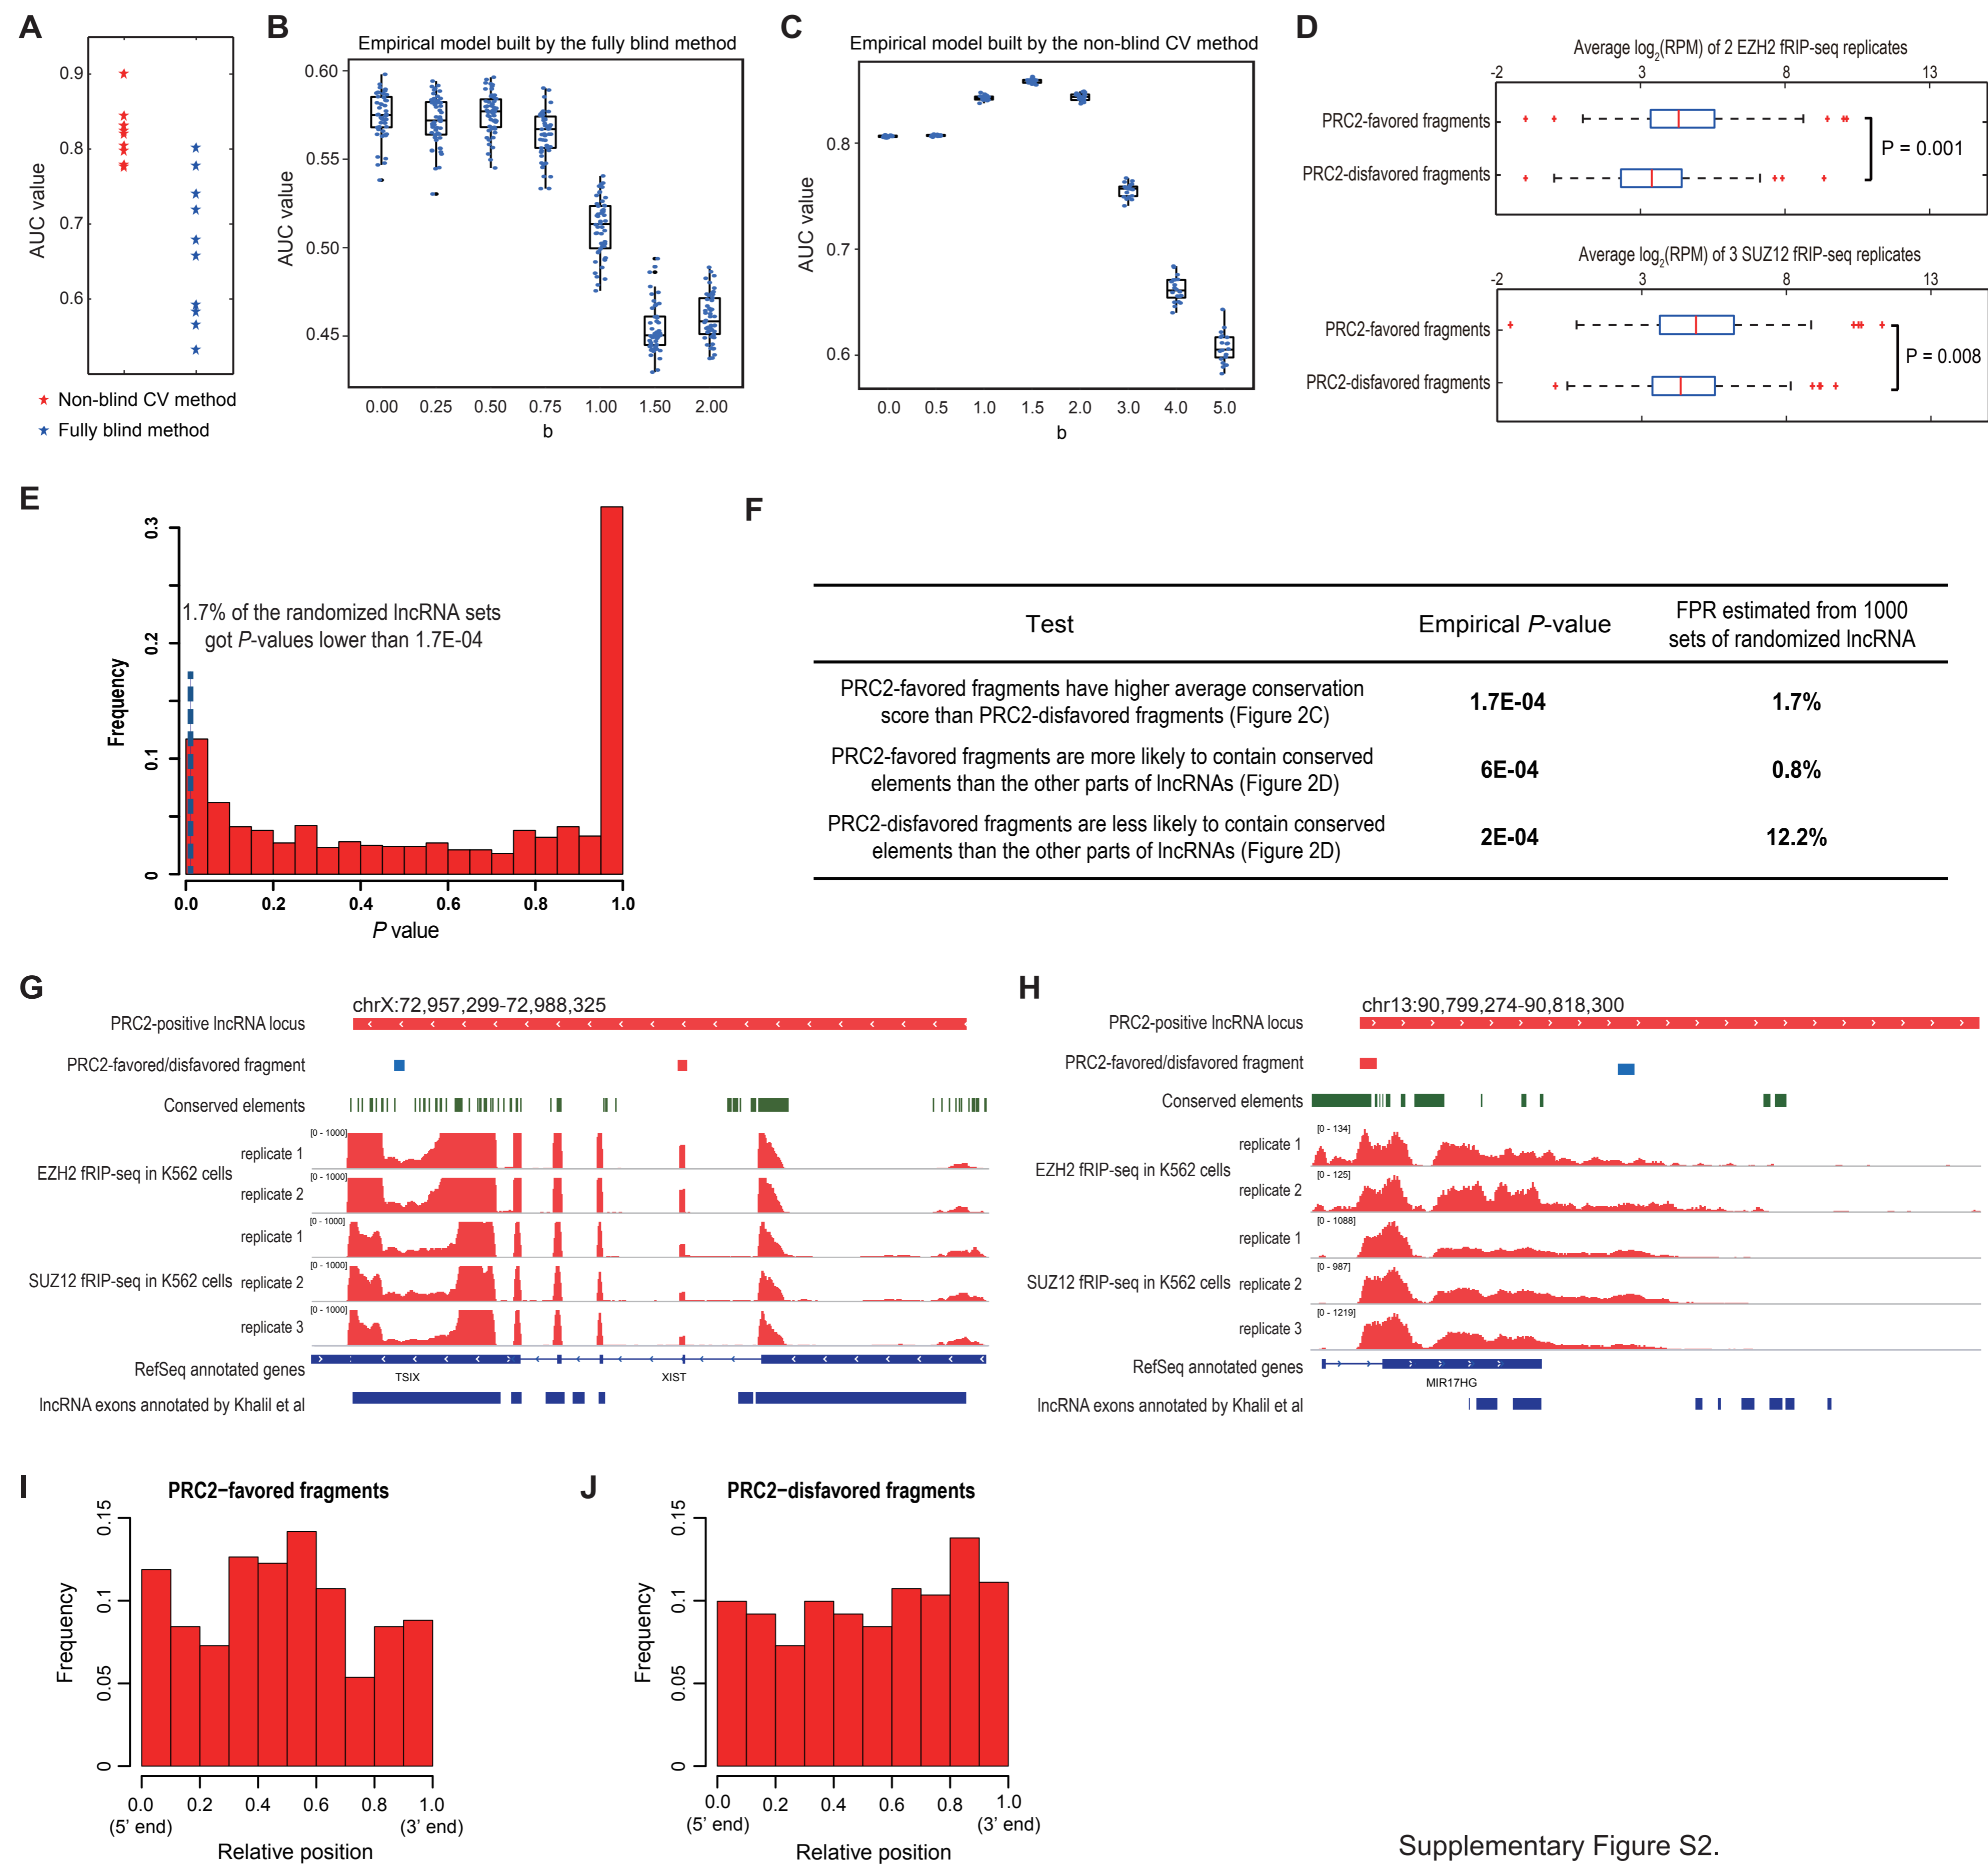 A
0.9
0.8
0.7
0.6
AUC value
Non-blind CV method
Fully blind method
B
Empirical model built by the fully blind method
0.60
0.55
0.50
0.45
AUC value
0.00 0.25 0.50 0.75 1.00 1.50 2.00
b
C
Empirical model built by the non-blind CV method
0.8
0.7
0.6
AUC value
0.0 0.5 1.0 1.5 2.0 3.0 4.0 5.0
b
D
Average log2(RPM) of 2 EZH2 fRIP-seq replicates
-2 3 8 13
PRC2-favored fragments
PRC2-disfavored fragments
P = 0.001
Average log2(RPM) of 3 SUZ12 fRIP-seq replicates
-2 3 8 13
PRC2-favored fragments
PRC2-disfavored fragments
P = 0.008
E
0.3
0.2
0.1
0
Frequency
1.7% of the randomized lncRNA sets
got P-values lower than 1.7E-04
0.0 0.2 0.4 0.6 0.8 1.0
P value
F
Test Empirical P-value FPR estimated from 1000
sets of randomized lncRNA
PRC2-favored fragments have higher average conservation
score than PRC2-disfavored fragments (Figure 2C)
1.7E-04 1.7%
PRC2-favored fragments are more likely to contain conserved
elements than the other parts of lncRNAs (Figure 2D)
6E-04 0.8%
PRC2-disfavored fragments are less likely to contain conserved
elements than the other parts of lncRNAs (Figure 2D)
2E-04 12.2%
G
chrX:72,957,299-72,988,325
PRC2-positive lncRNA locus
PRC2-favored/disfavored fragment
Conserved elements
EZH2 fRIP-seq in K562 cells
replicate 1
[0 - 1000]
replicate 2
[0 - 1000]
SUZ12 fRIP-seq in K562 cells
replicate 1
[0 - 1000]
replicate 2
[0 - 1000]
replicate 3
[0 - 1000]
RefSeq annotated genes
TSIX XIST
lncRNA exons annotated by Khalil et al
H
chr13:90,799,274-90,818,300
PRC2-positive lncRNA locus
PRC2-favored/disfavored fragment
Conserved elements
EZH2 fRIP-seq in K562 cells
replicate 1
[0 - 134]
replicate 2
[0 - 125]
SUZ12 fRIP-seq in K562 cells
replicate 1
[0 - 1088]
replicate 2
[0 - 987]
replicate 3
[0 - 1219]
RefSeq annotated genes
MIR17HG
lncRNA exons annotated by Khalil et al
I
PRC2−favored fragments
0.15
0.1
0.05
0
Frequency
0.0 0.2 0.4 0.6 0.8 1.0
(5' end) (3' end)
Relative position
J
PRC2−disfavored fragments
0.15
0.1
0.05
0
Frequency
0.0 0.2 0.4 0.6 0.8 1.0
(5' end) (3' end)
Relative position
Supplementary Figure S2.